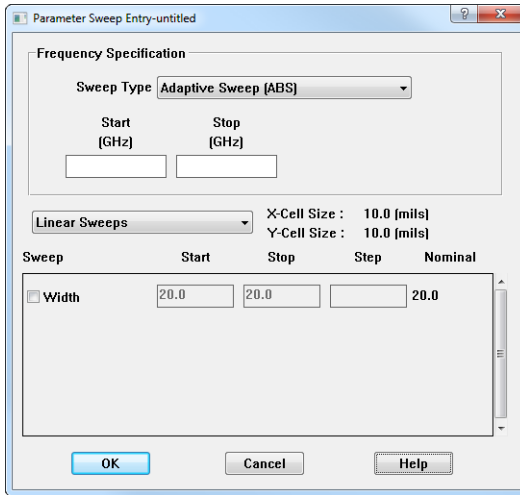 Parameter Sweep Entry-untitled
Frequency Specification
Sweep Type Adaptive Sweep (ABS)
Start Stop
(GHz) (GHz)
Linear Sweeps X-Cell Size : 10.0 (mils)
Y-Cell Size : 10.0 (mils)
Sweep Start Stop Step Nominal
Width 20.0 20.0 20.0
OK Cancel Help